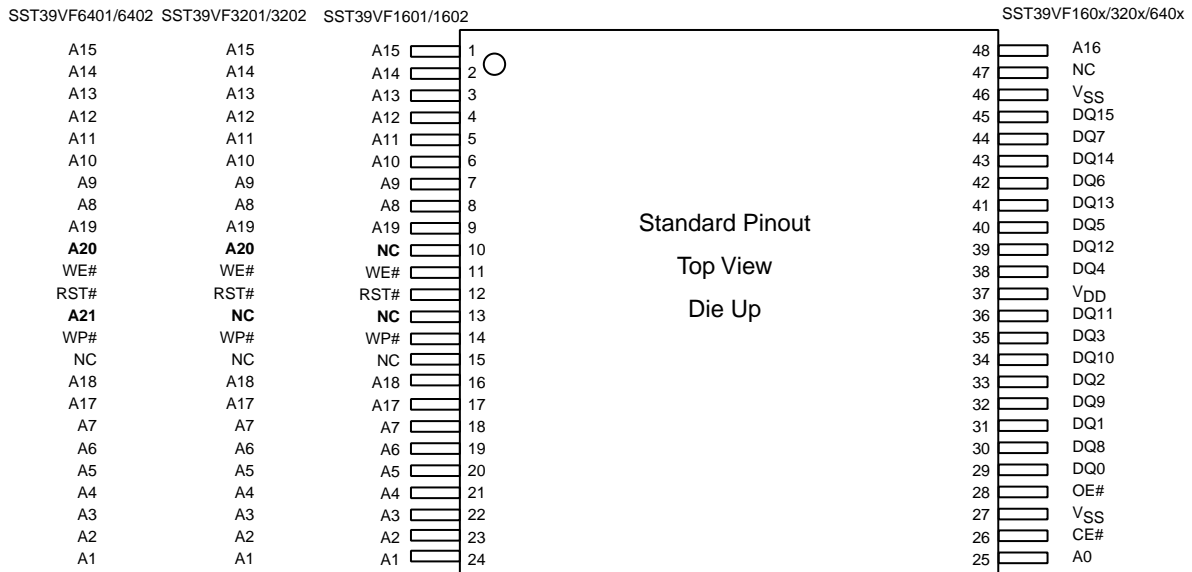 SST39VF6401/6402 SST39VF3201/3202 SST39VF1601/1602 SST39VF160x/320x/640x
A15 A15 A15 1 48 A16
A14 A14 A14 2 47 NC
A13 A13 A13 3 46 VSS
A12 A12 A12 4 45 DQ15
A11 A11 A11 5 44 DQ7
A10 A10 A10 6 43 DQ14
A9 A9 A9 7 42 DQ6
A8 A8 A8 8 41 DQ13
A19 A19 A19 9 Standard Pinout 40 DQ5
A20 A20 NC 10 39 DQ12
WE# WE# WE# 11 Top View 38 DQ4
RST# RST# RST# 12 37 VDD
A21 NC NC 13 Die Up 36 DQ11
WP# WP# WP# 14 35 DQ3
NC NC NC 15 34 DQ10
A18 A18 A18 16 33 DQ2
A17 A17 A17 17 32 DQ9
A7 A7 A7 18 31 DQ1
A6 A6 A6 19 30 DQ8
A5 A5 A5 20 29 DQ0
A4 A4 A4 21 28 OE#
A3 A3 A3 22 27 VSS
A2 A2 A2 23 26 CE#
A1 A1 A1 24 25 A0